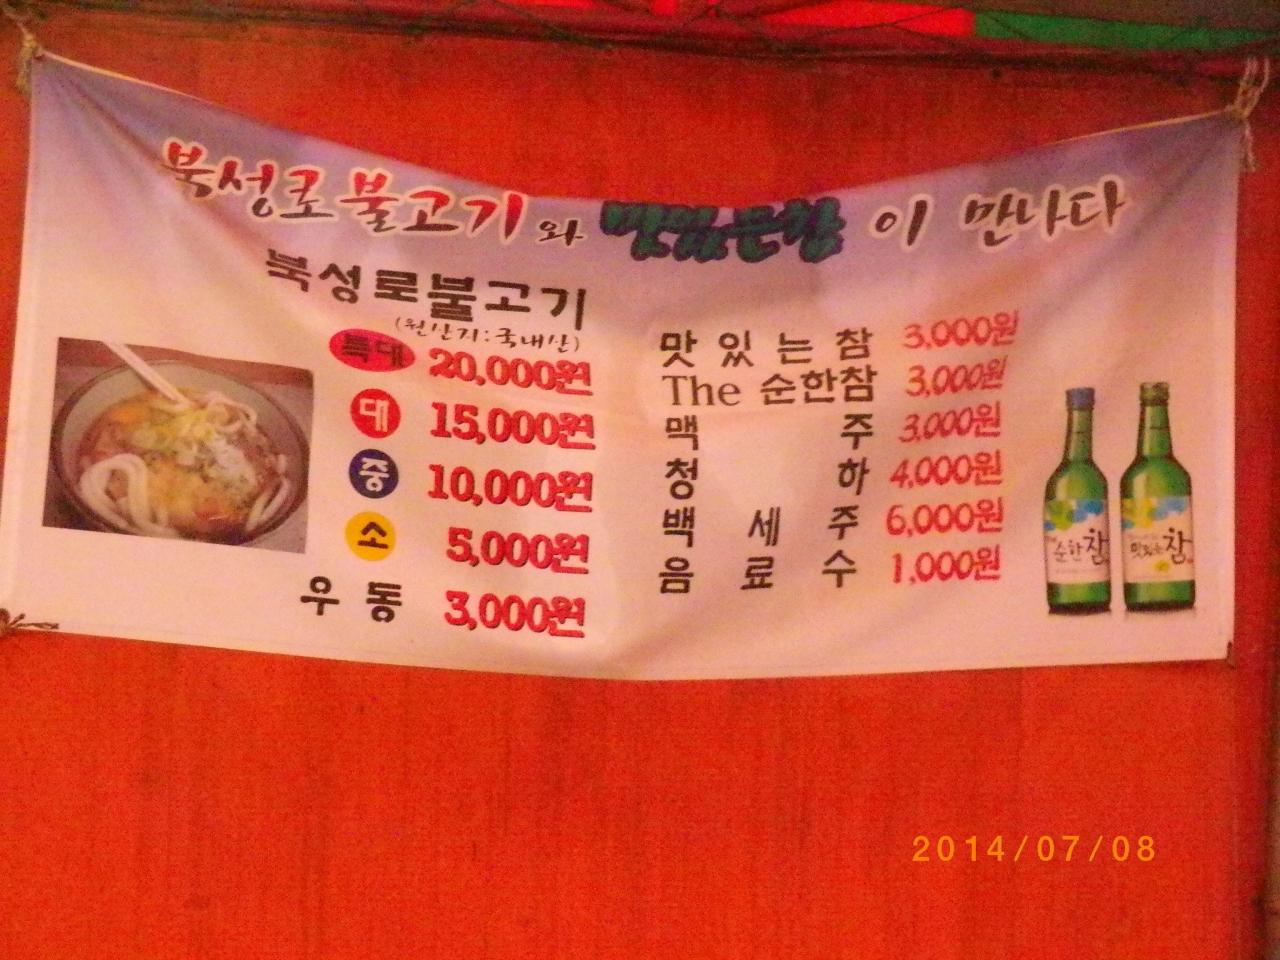 북성로불고기와 맛있는참이 만나다
북성로불고기
(원산지:국내산)
특대 20,000원
대 15,000원
중 10,000원
소 5,000원
우동 3,000원
맛있는참 3,000원
The 순한참 3,000원
맥주 3,000원
청하 4,000원
백세주 6,000원
음료수 1,000원
순한참
맛있는참
2014/07/08